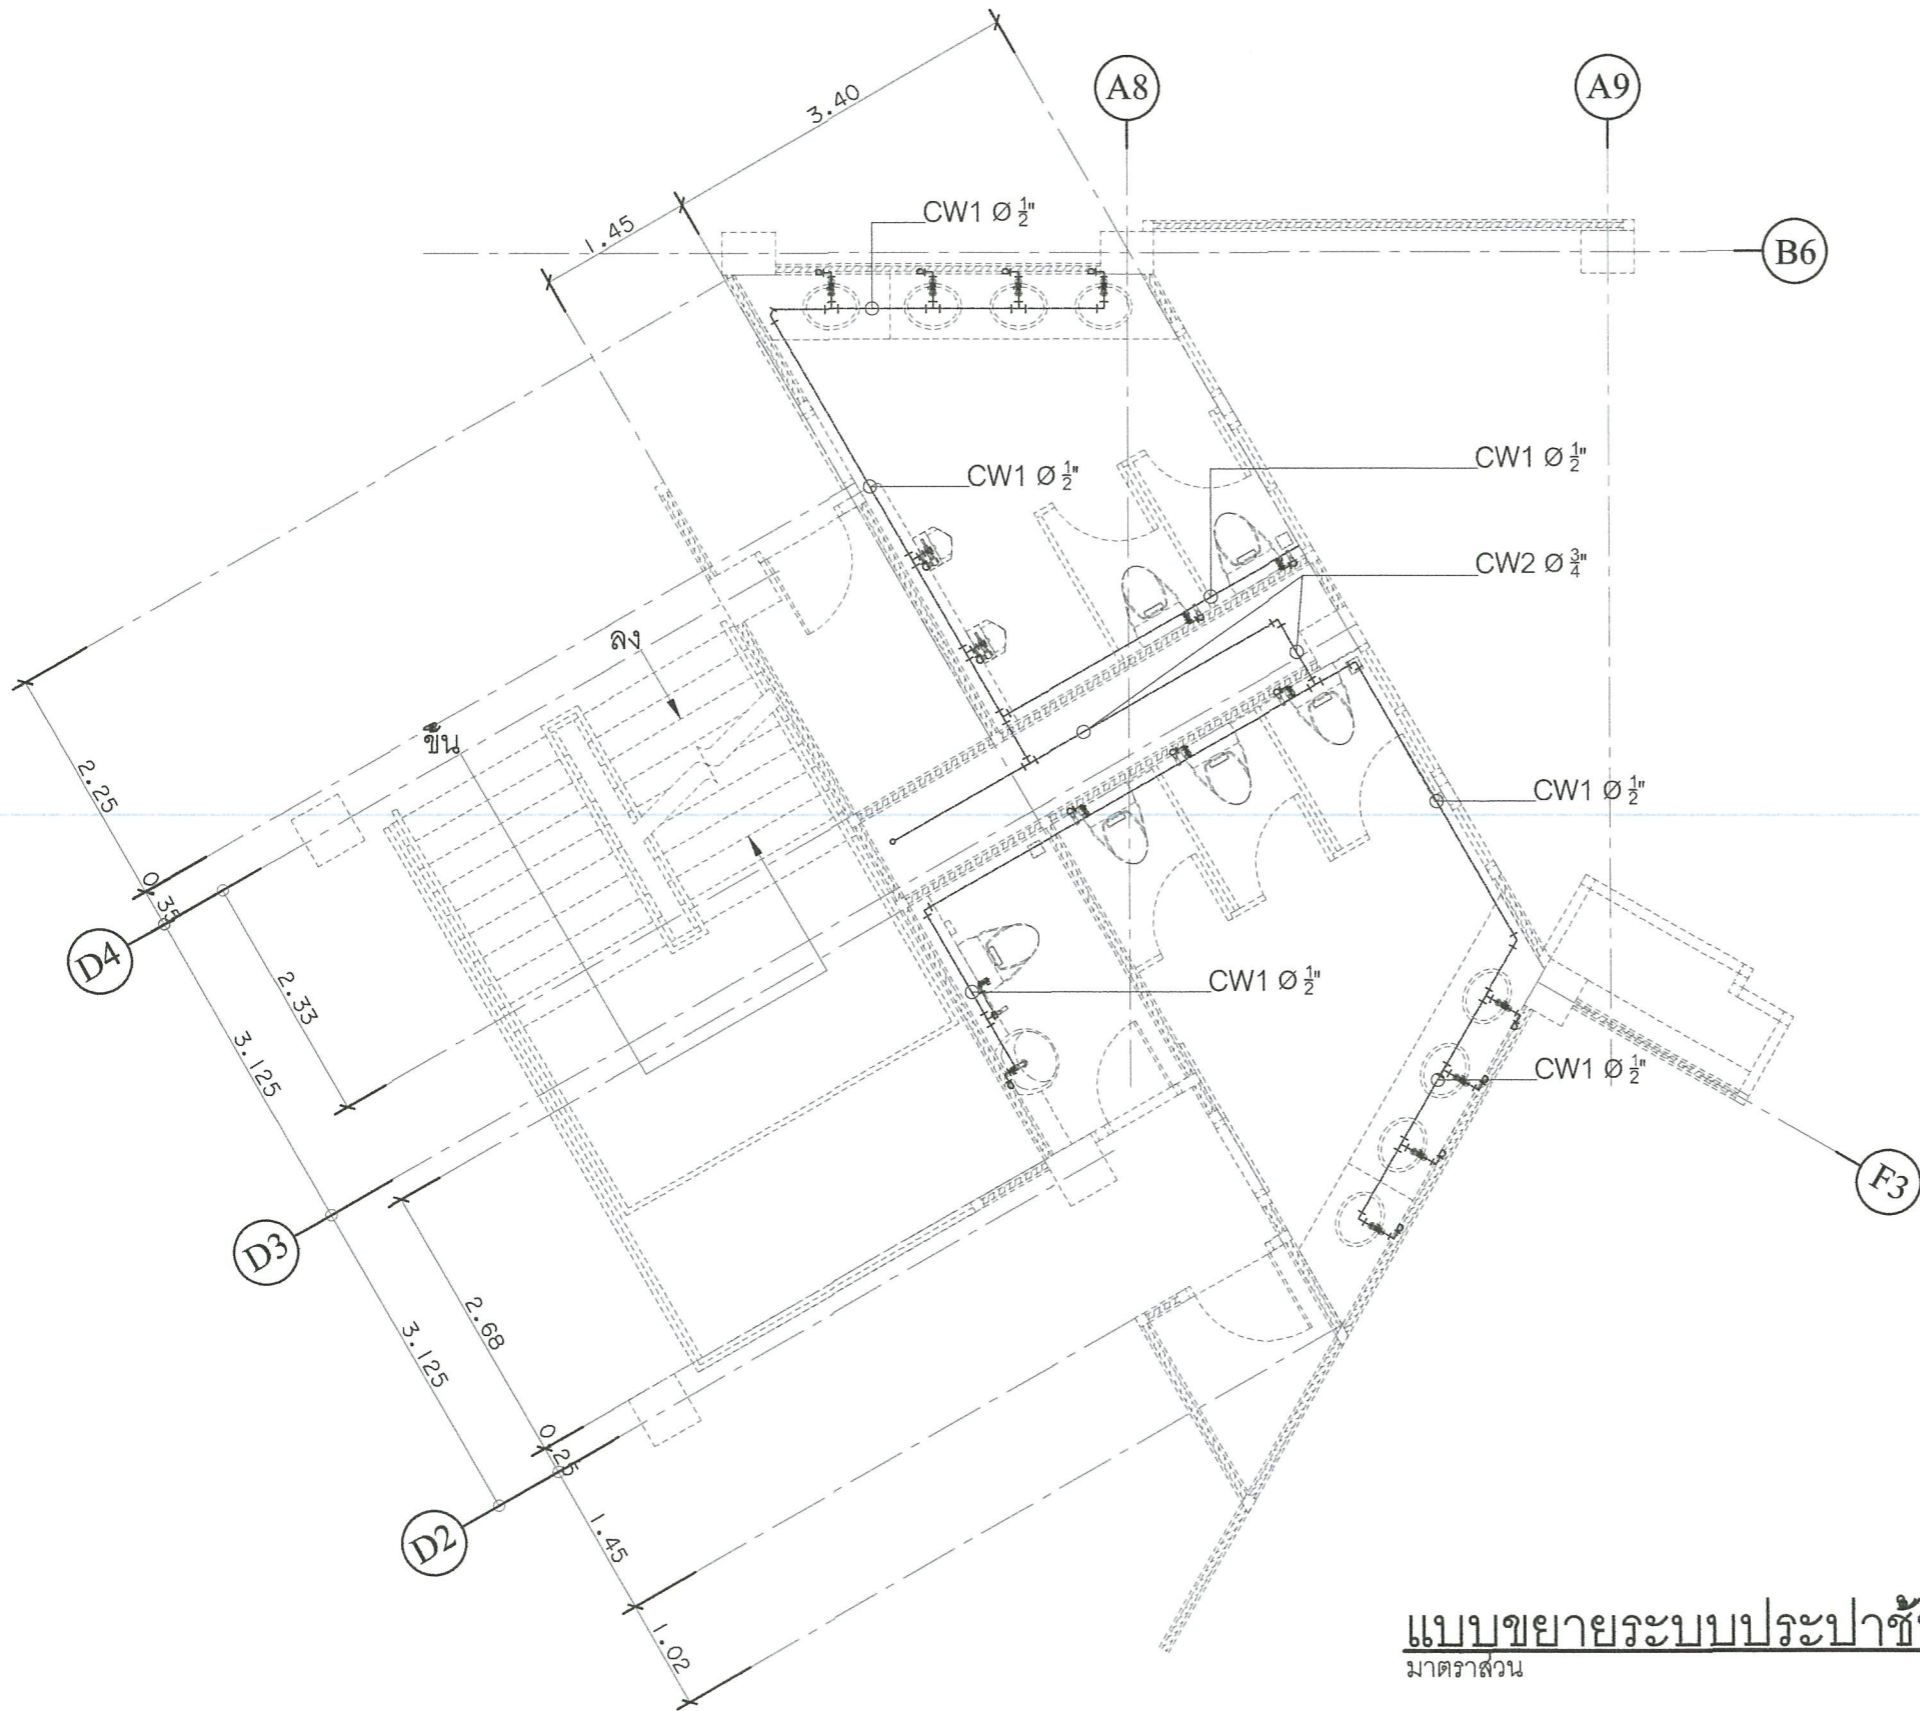 3.40
A8
A9
1.45
CW1 Ø 1/2"
B6
CW1 Ø 1/2"
CW1 Ø 1/2"
CW2 Ø 3/4"
ลง
ขึ้น
2.25
CW1 Ø 1/2"
0.35
D4
2.33
CW1 Ø 1/2"
3.125
CW1 Ø 1/2"
F3
D3
2.68
3.125
0.25
D2
1.45
1.02
แบบขยายระบบประปาชั้
มาตราส่วน